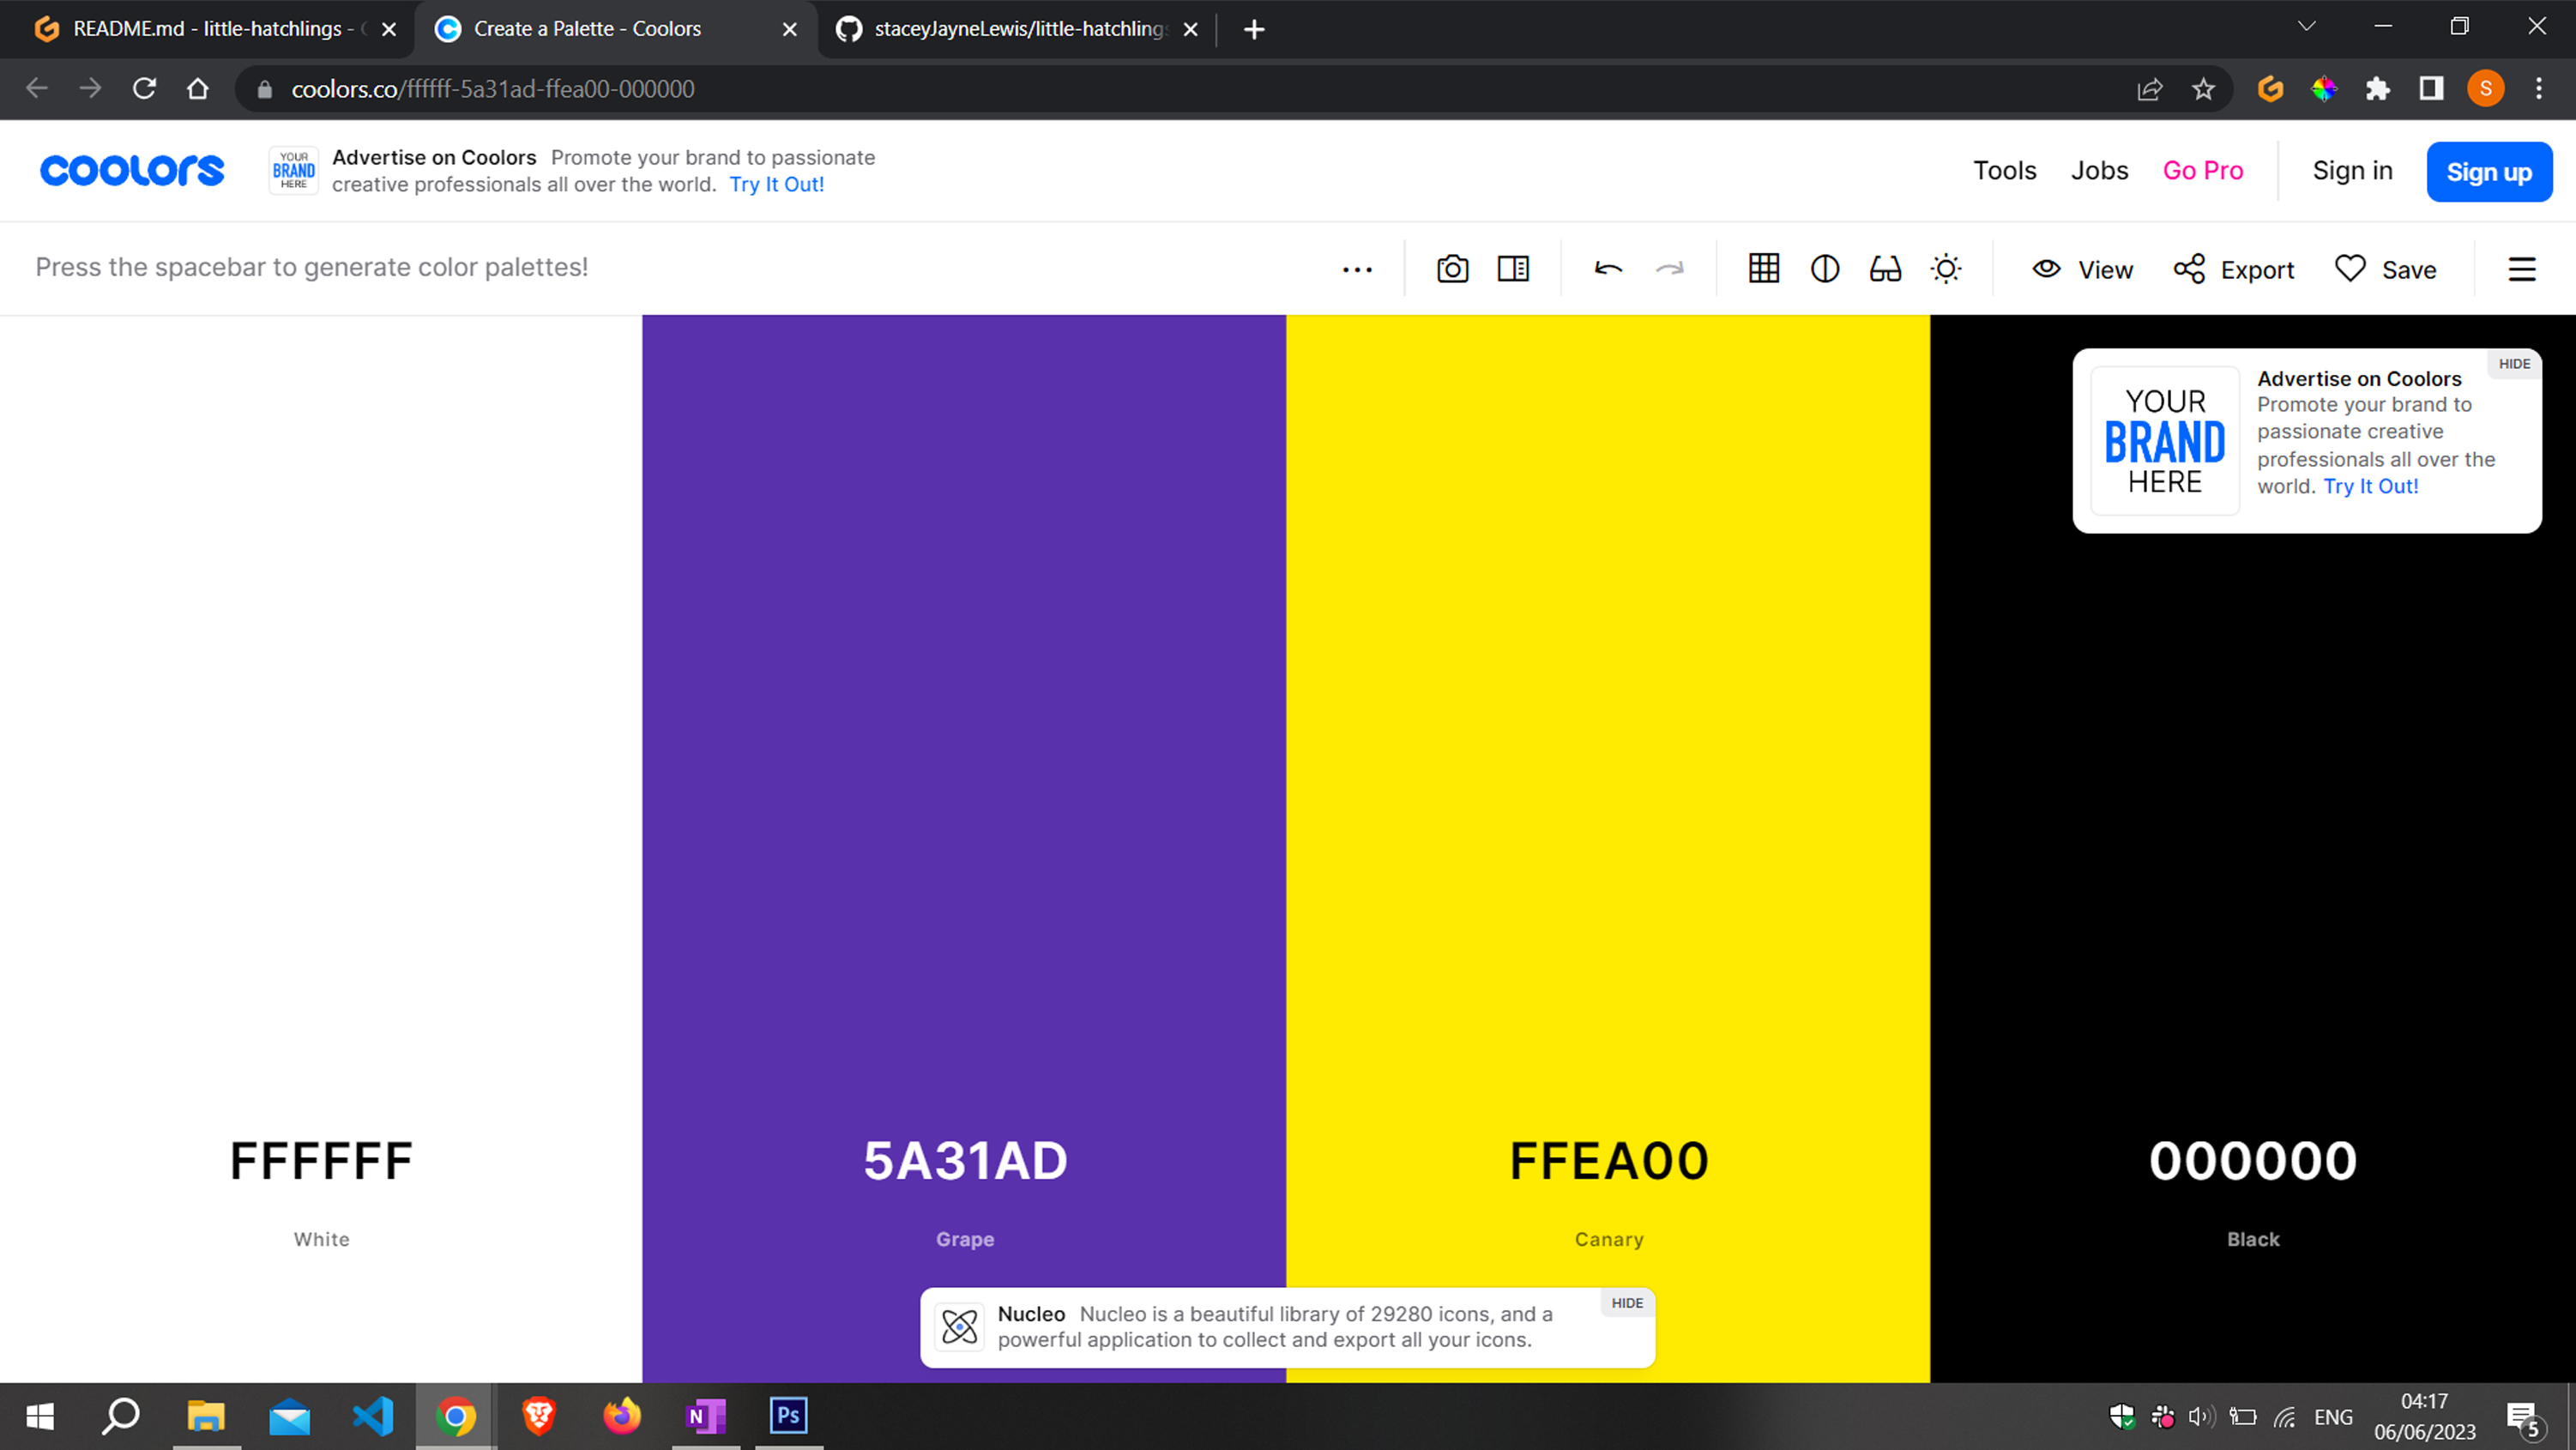 README.md - little-hatchlings -
Create a Palette - Coolors
staceyJayneLewis/little-hatchlings
coolors.co/ffffff-5a31ad-ffea00-000000
S
coolors
YOUR
BRAND
HERE
Advertise on Coolors Promote your brand to passionate
creative professionals all over the world. Try It Out!
Tools
Jobs
Go Pro
Sign in
Sign up
Press the spacebar to generate color palettes!
View
Export
Save
HIDE
YOUR
BRAND
HERE
Advertise on Coolors
Promote your brand to
passionate creative
professionals all over the
world. Try It Out!
FFFFFF
White
5A31AD
Grape
FFEA00
Canary
000000
Black
HIDE
Nucleo Nucleo is a beautiful library of 29280 icons, and a
powerful application to collect and export all your icons.
N
Ps
ENG
04:17
06/06/2023
5